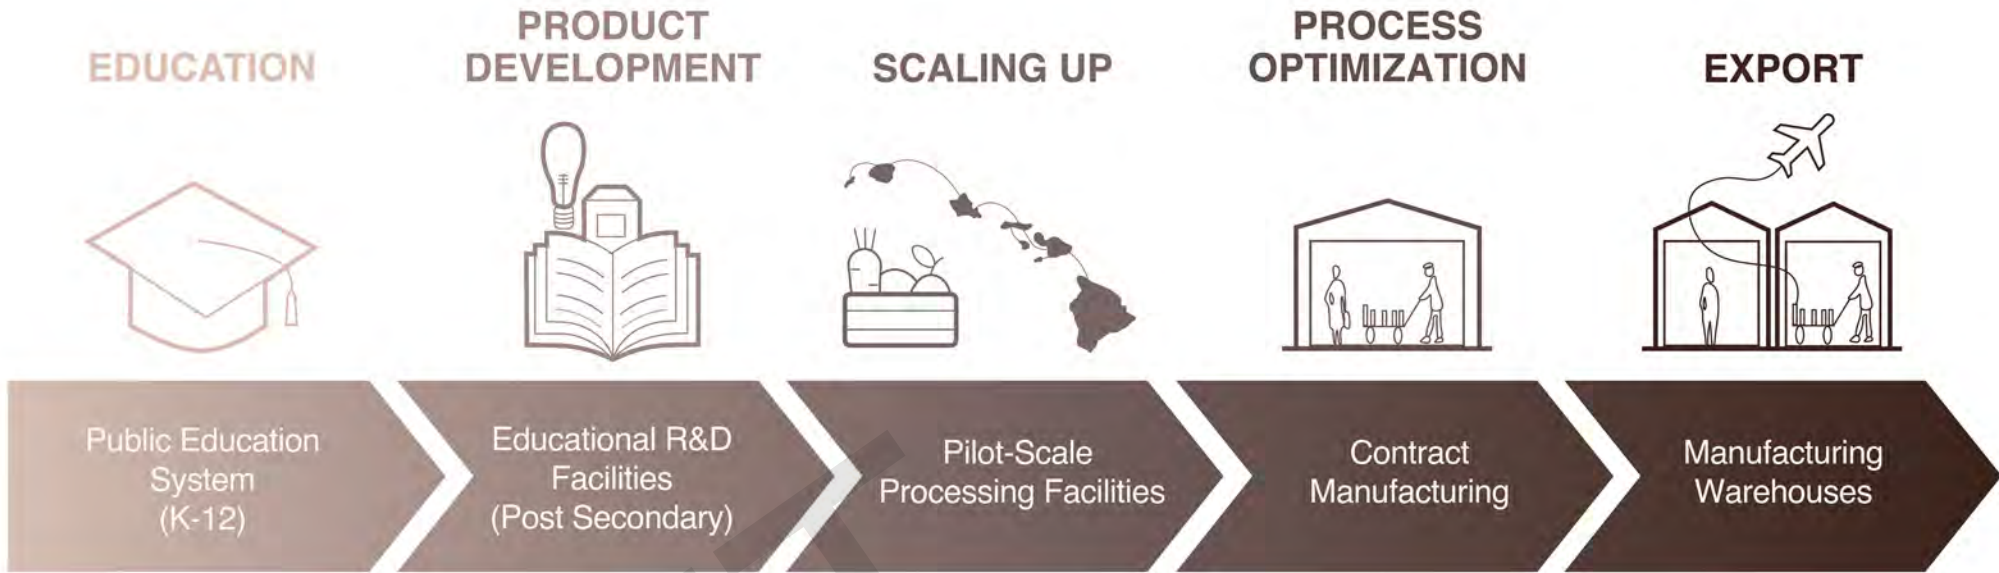 EDUCATION
PRODUCT
DEVELOPMENT
SCALING UP
PROCESS
OPTIMIZATION
EXPORT
Public Education
System
(K-12)
Educational R&D
Facilities
(Post Secondary)
Pilot-Scale
Processing Facilities
Contract
Manufacturing
Manufacturing
Warehouses